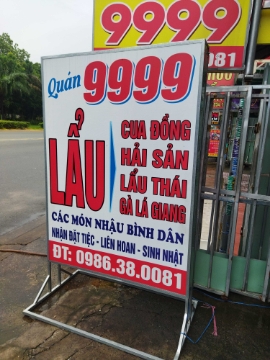 9999
081
Quán 9999
LẨU
CUA ĐỒNG
HẢI SẢN
LẨU THÁI
GÀ LÁ GIANG
CÁC MÓN NHẬU BÌNH DÂN
NHẬN ĐẶT TIỆC - LIÊN HOAN - SINH NHẬT
ĐT: 0986.38.0081